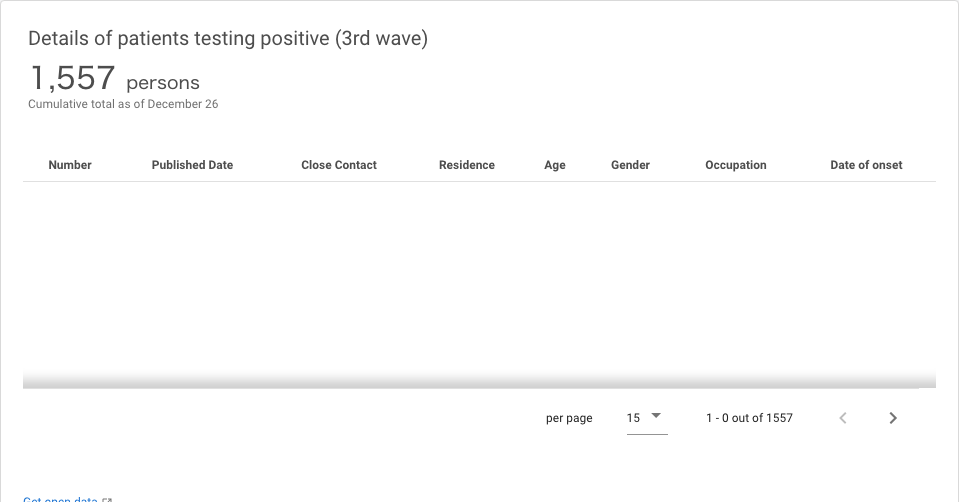 Details of patients testing positive (3rd wave)
1,557 persons
Cumulative total as of December 26
Number Published Date Close Contact Residence Age Gender Occupation Date of onset
per page 15 1 - 0 out of 1557
Get open data